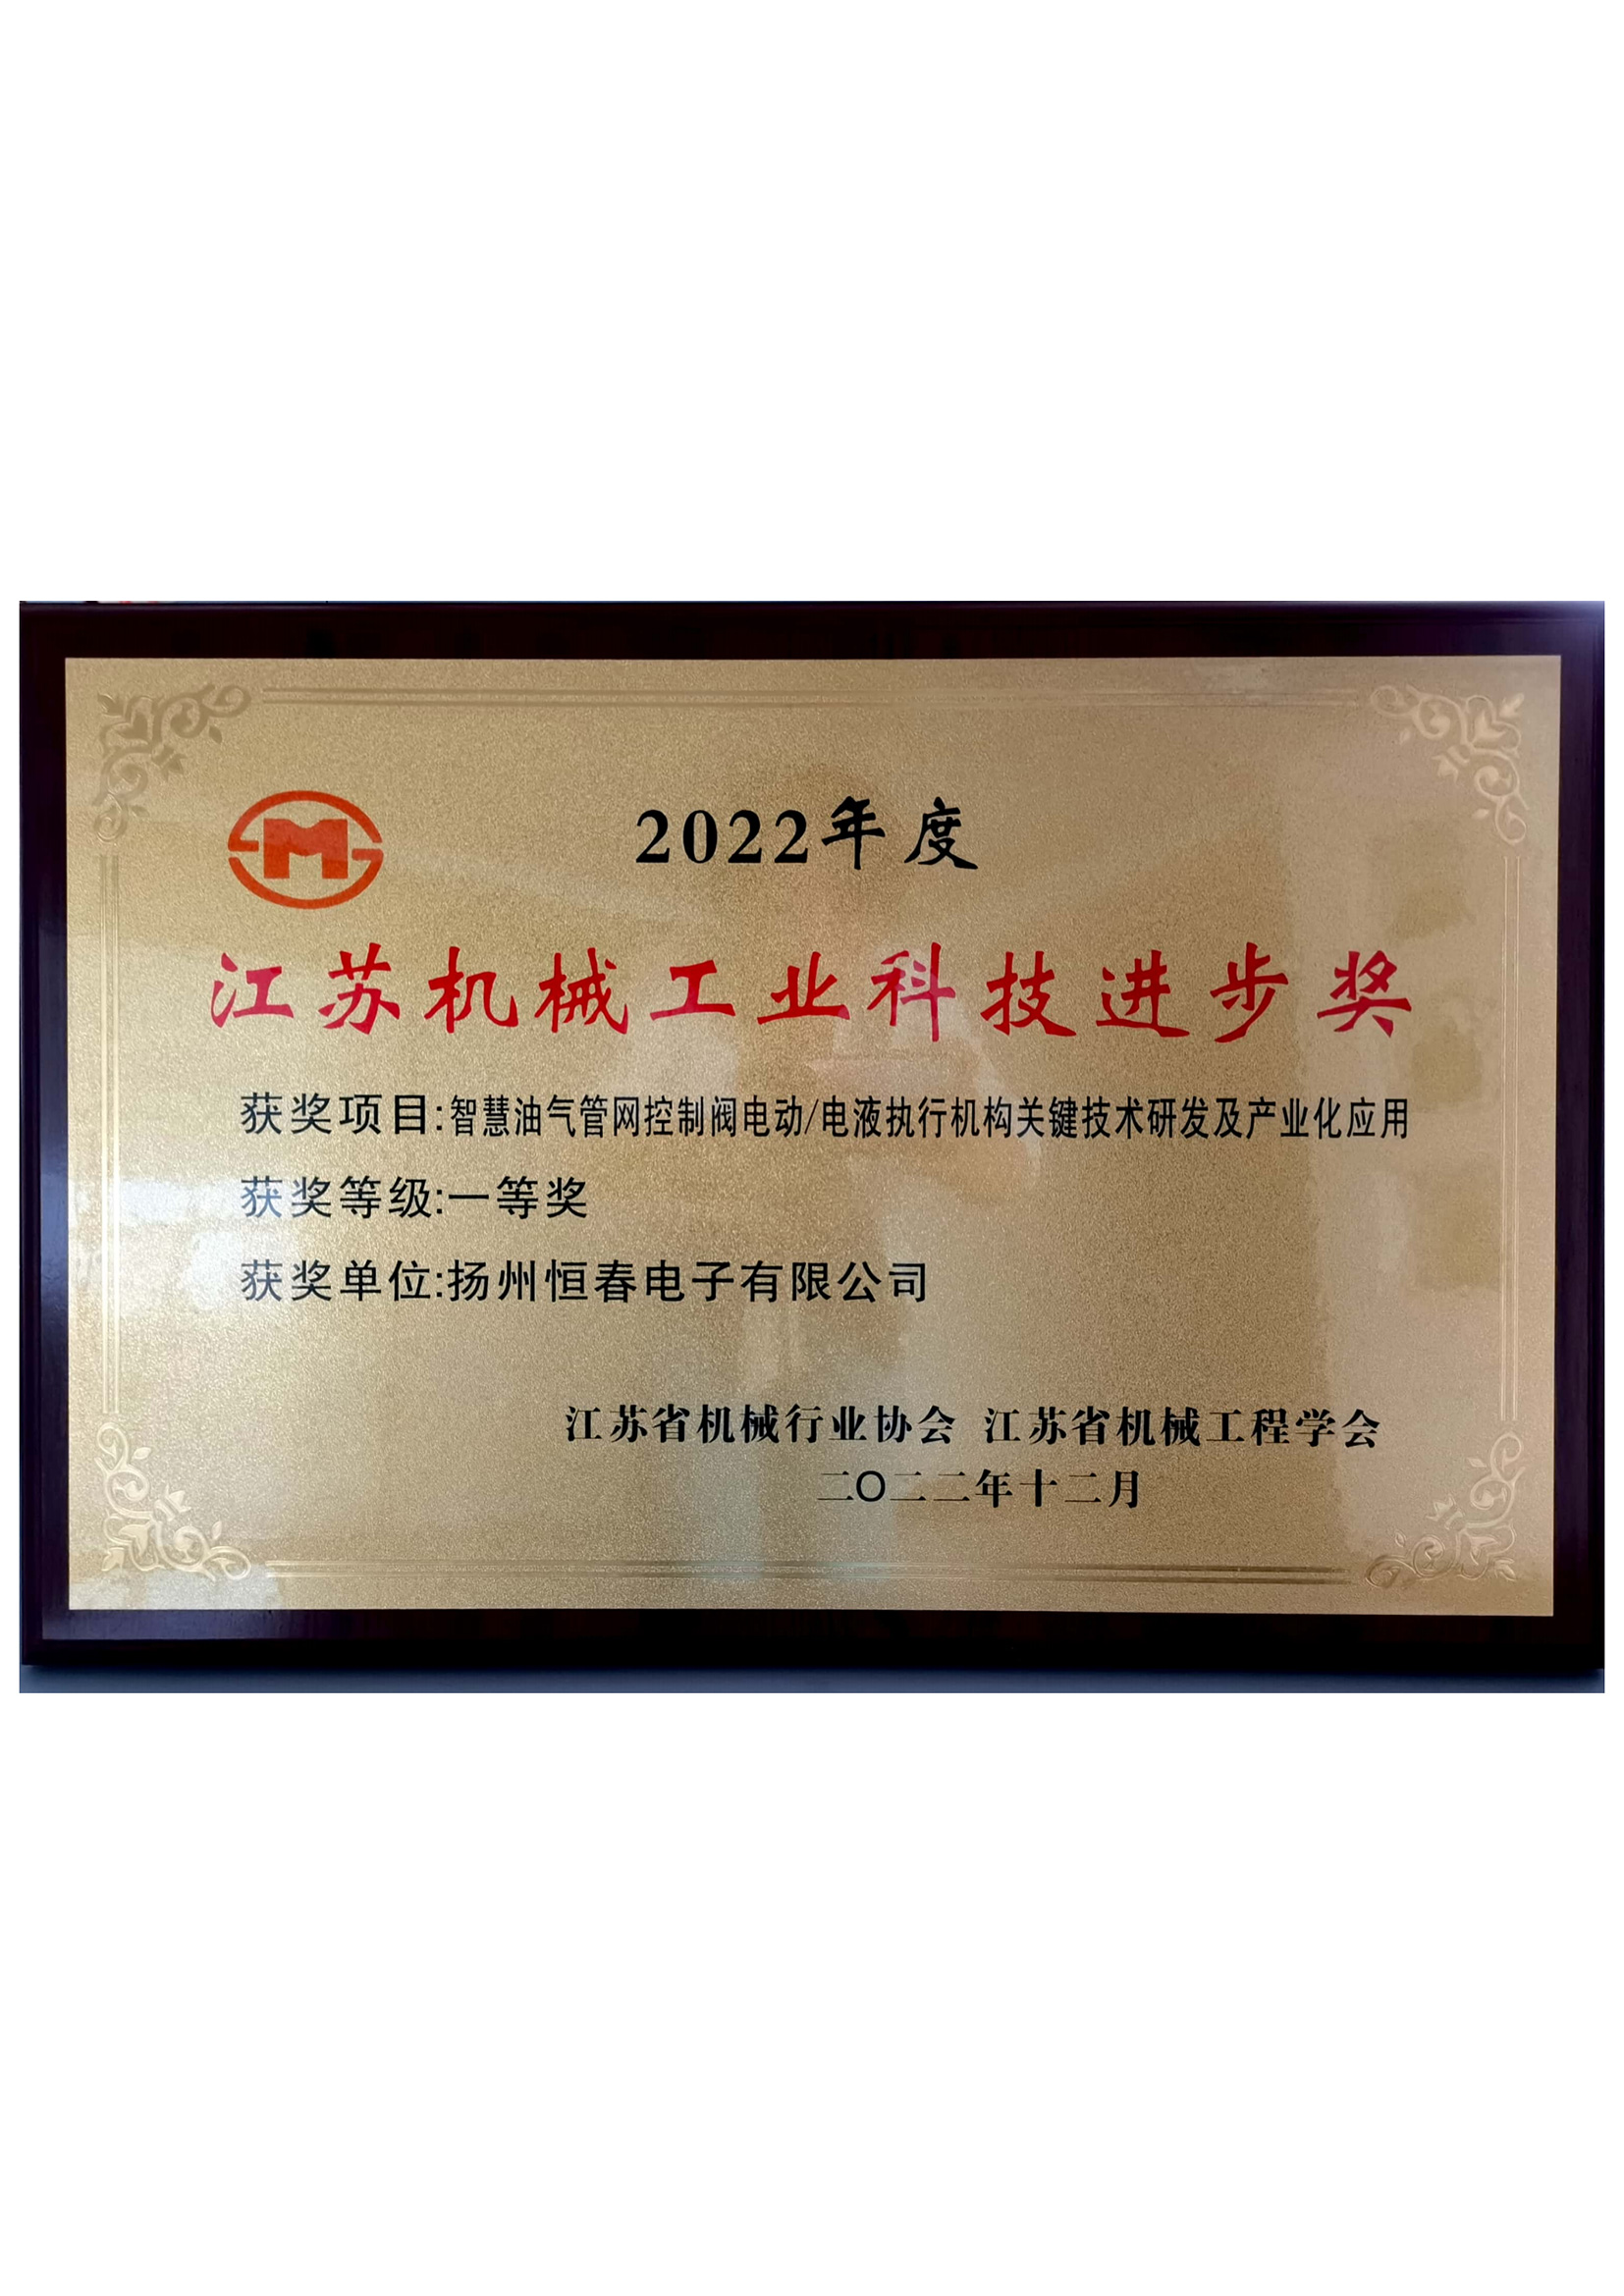 2022年度
江苏机械工业科技进步奖
获奖项目:智慧油气管网控制阀电动/电液执行机构关键技术研发及产业化应用
获奖等级:一等奖
获奖单位:扬州恒春电子有限公司
江苏省机械行业协会 江苏省机械工程学会
二O二二年十二月